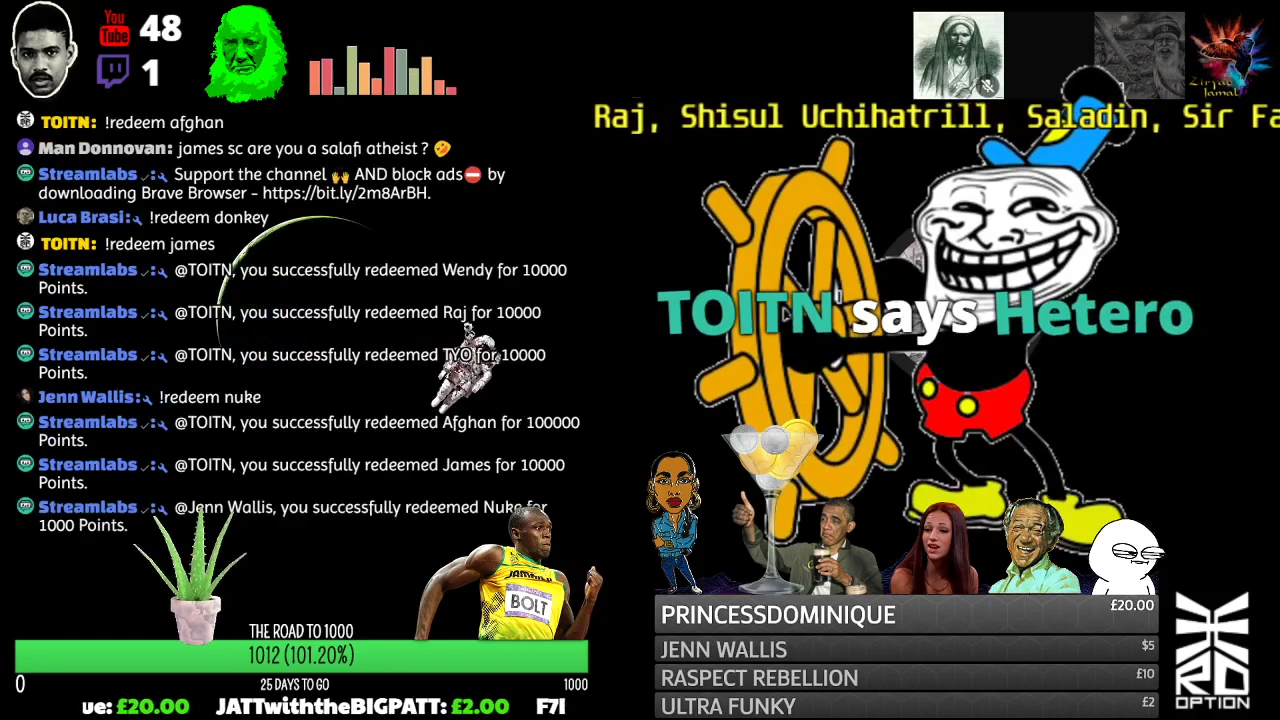 You
Tube
48
1
TOITN: !redeem afghan
Man Donnovan: james sc are you a salafi atheist ? 🤔
Streamlabs Support the channel 🙌 AND block ads⛔ by
downloading Brave Browser - https://bit.ly/2m8ArBH.
Luca Brasi: !redeem donkey
TOITN: !redeem james
Streamlabs : @TOITN, you successfully redeemed Wendy for 10000
Points.
Streamlabs : @TOITN, you successfully redeemed Raj for 10000
Points.
Streamlabs : @TOITN, you successfully redeemed TYO for 10000
Points.
Jenn Wallis: !redeem nuke
Streamlabs : @TOITN, you successfully redeemed Afghan for 100000
Points.
Streamlabs : @TOITN, you successfully redeemed James for 10000
Points.
Streamlabs : @Jenn Wallis, you successfully redeemed Nuke for
1000 Points.
JAMAICA
BOLT
THE ROAD TO 1000
1012 (101.20%)
0
25 DAYS TO GO
1000
ue: £20.00 JATTwiththeBIGPATT: £2.00 F7I
Ziryab
Jamal
Raj, Shisul Uchihatrill, Saladin, Sir Fa
TOITN says Hetero
PRINCESSDOMINIQUE £20.00
JENN WALLIS $5
RASPECT REBELLION £10
ULTRA FUNKY £2
OPTION